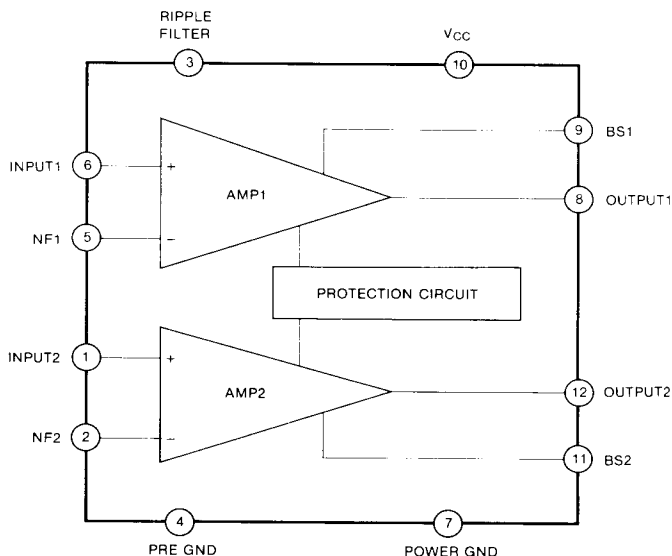 RIPPLE
FILTER
3
VCC
10
9
BS1
INPUT1
6
+
AMP1
8
OUTPUT1
NF1
5
−
PROTECTION CIRCUIT
INPUT2
1
+
AMP2
12
OUTPUT2
NF2
2
−
11
BS2
4
PRE GND
7
POWER GND